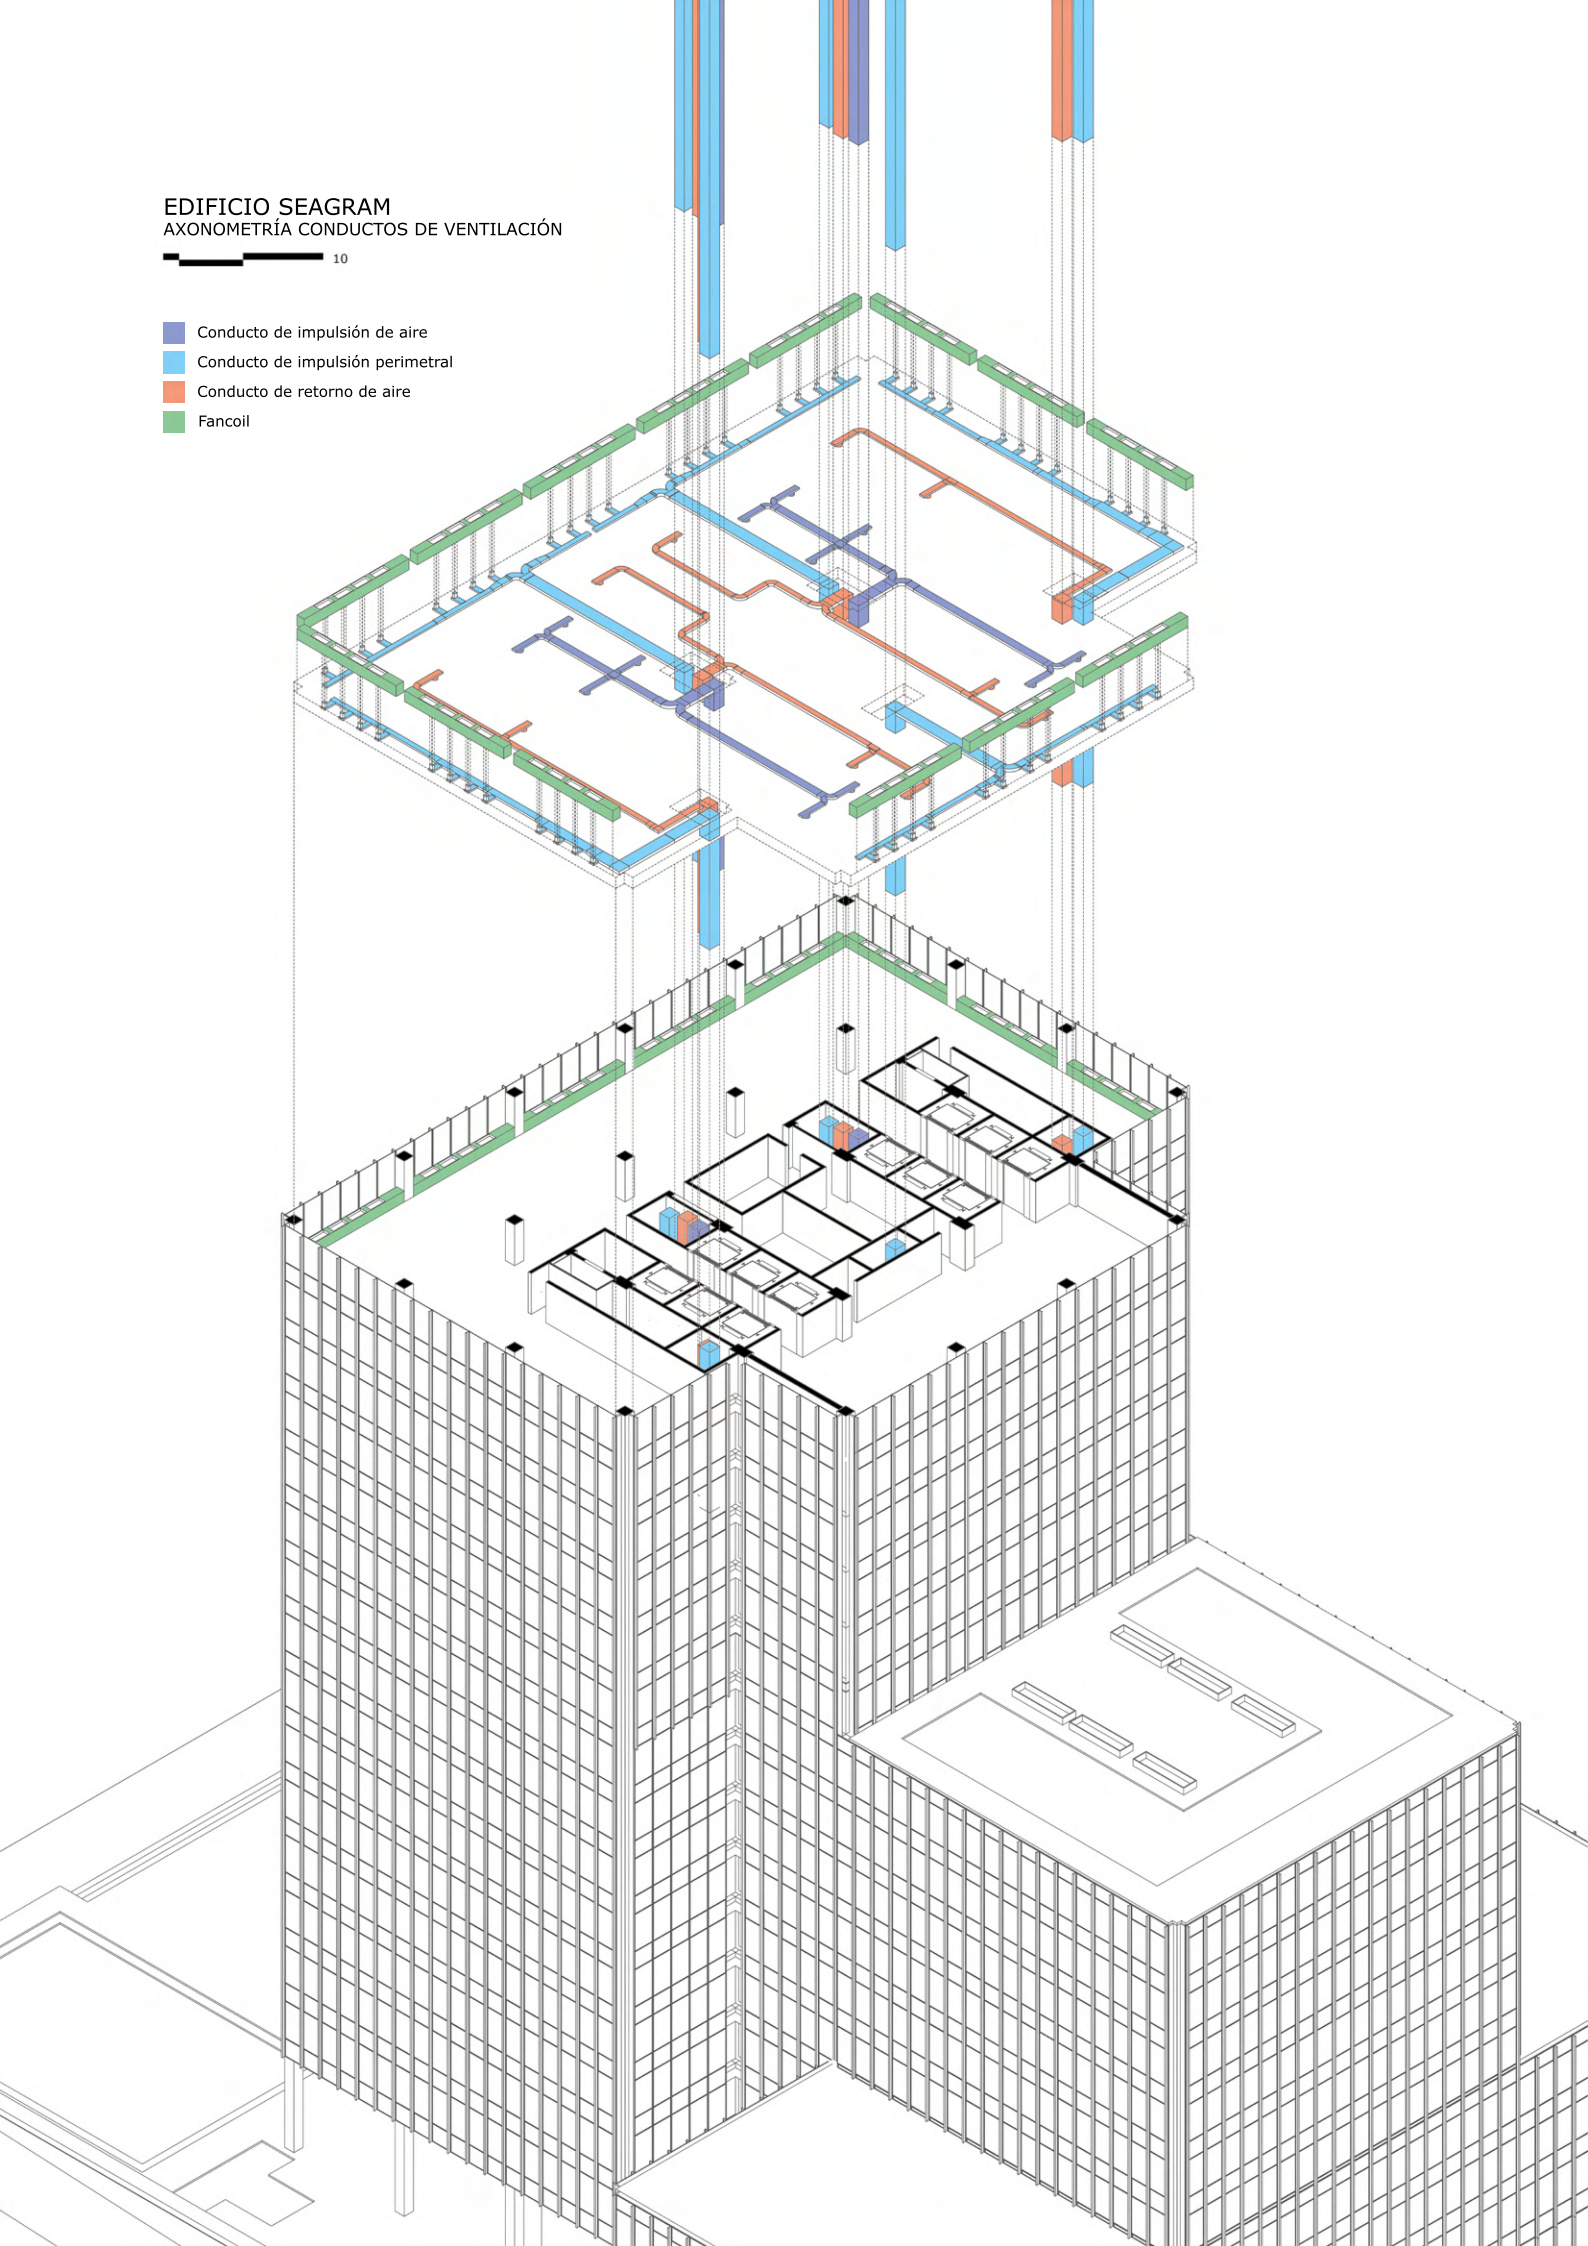 EDIFICIO SEAGRAM
AXONOMETRÍA CONDUCTOS DE VENTILACIÓN
10
Conducto de impulsión de aire
Conducto de impulsión perimetral
Conducto de retorno de aire
Fancoil